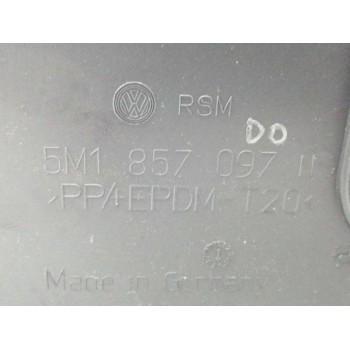 RSM
DO
5M1 857 097
>PP+EPDM-T20<
Made in Germany